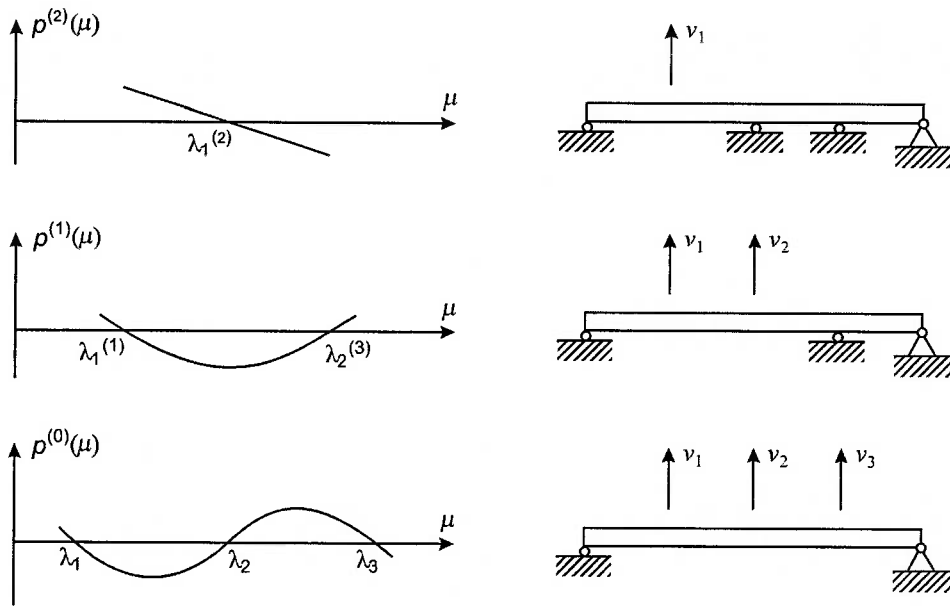 p⁽²⁾(μ)
v₁
μ
λ₁⁽²⁾
p⁽¹⁾(μ)
v₁ v₂
μ
λ₁⁽¹⁾ λ₂⁽³⁾
p⁽⁰⁾(μ)
v₁ v₂ v₃
μ
λ₁ λ₂ λ₃